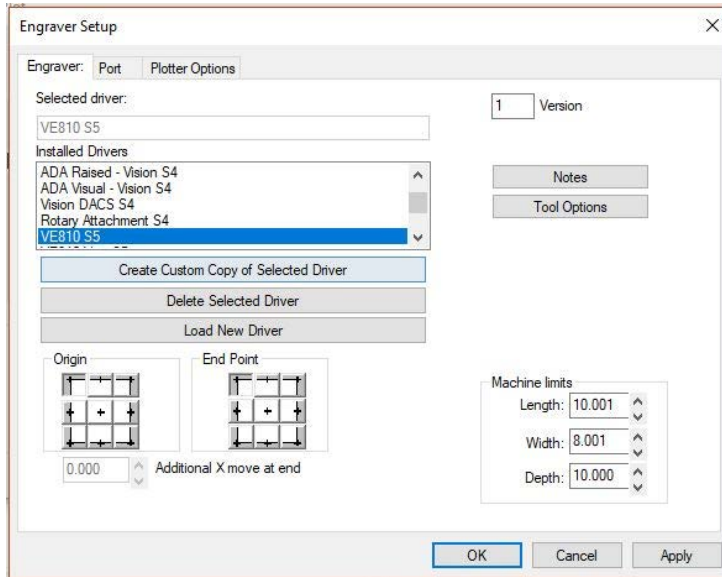 Engraver Setup
Engraver: Port Plotter Options
Selected driver:
VE810 S5
1 Version
Installed Drivers
ADA Raised - Vision S4
ADA Visual - Vision S4
Vision DACS S4
Rotary Attachment S4
VE810 S5
Notes
Tool Options
Create Custom Copy of Selected Driver
Delete Selected Driver
Load New Driver
Origin End Point
0.000 Additional X move at end
Machine limits
Length: 10.001
Width: 8.001
Depth: 10.000
OK Cancel Apply